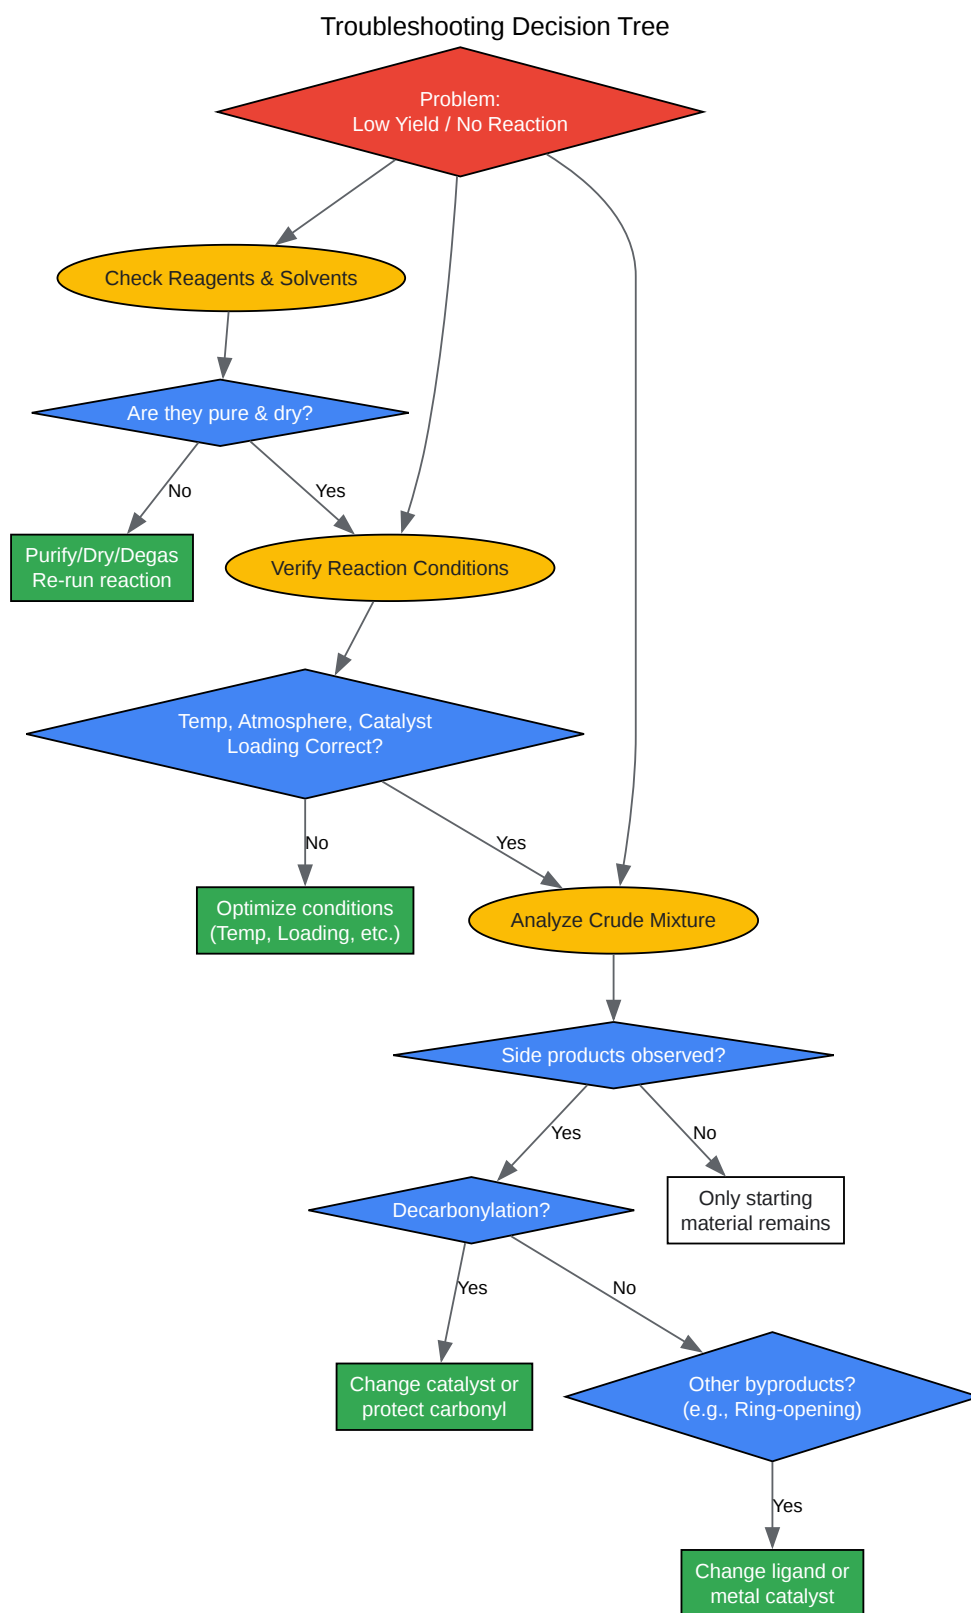 Troubleshooting Decision Tree
Problem:
Low Yield / No Reaction
Check Reagents & Solvents
Are they pure & dry?
No
Yes
Purify/Dry/Degas
Re-run reaction
Verify Reaction Conditions
Temp, Atmosphere, Catalyst
Loading Correct?
No
Yes
Optimize conditions
(Temp, Loading, etc.)
Analyze Crude Mixture
Side products observed?
Yes
No
Decarbonylation?
Only starting
material remains
Yes
No
Change catalyst or
protect carbonyl
Other byproducts?
(e.g., Ring-opening)
Yes
Change ligand or
metal catalyst